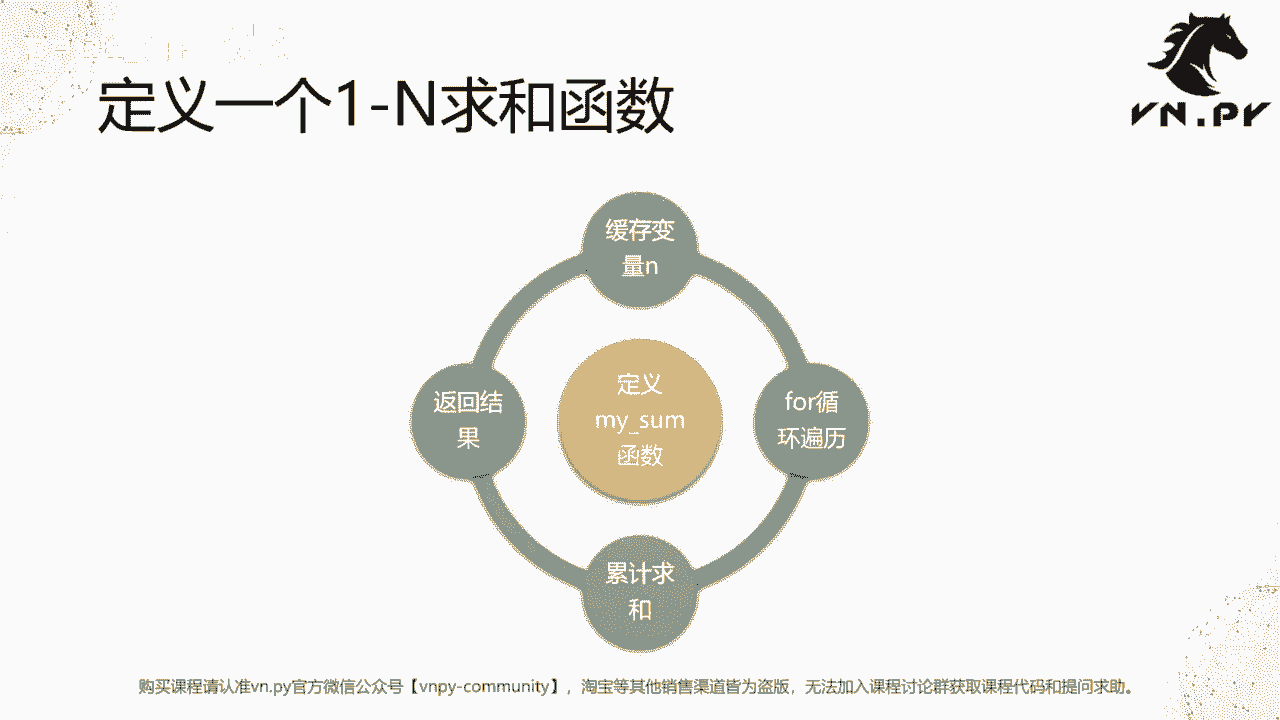 定义一个1-N求和函数
VN.PY
缓存变
量n
定义
my_sum
函数
返回结
果
for循
环遍历
累计求
和
购买课程请认准vn.py官方微信公众号【vnpy-community】，淘宝等其他销售渠道皆为盗版，无法加入课程讨论群获取课程代码和提问求助。